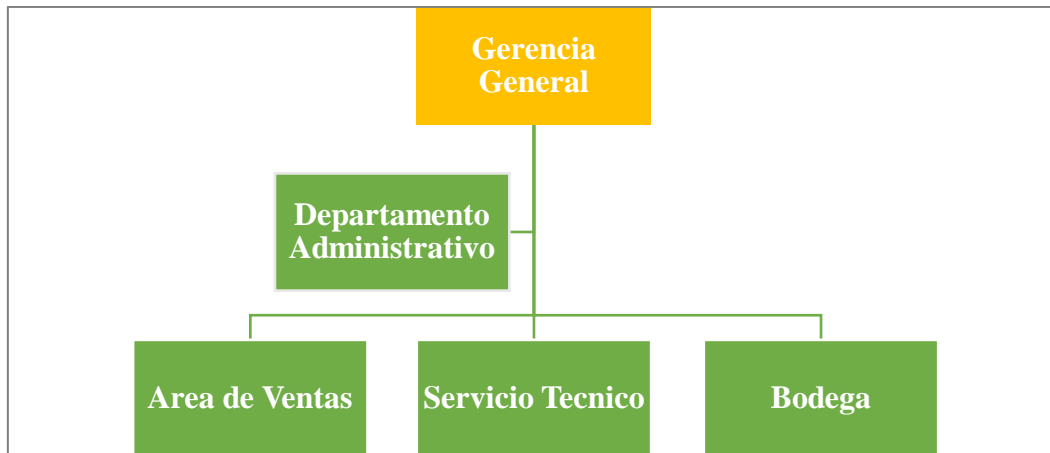 Gerencia
General
Departamento
Administrativo
Area de Ventas
Servicio Tecnico
Bodega